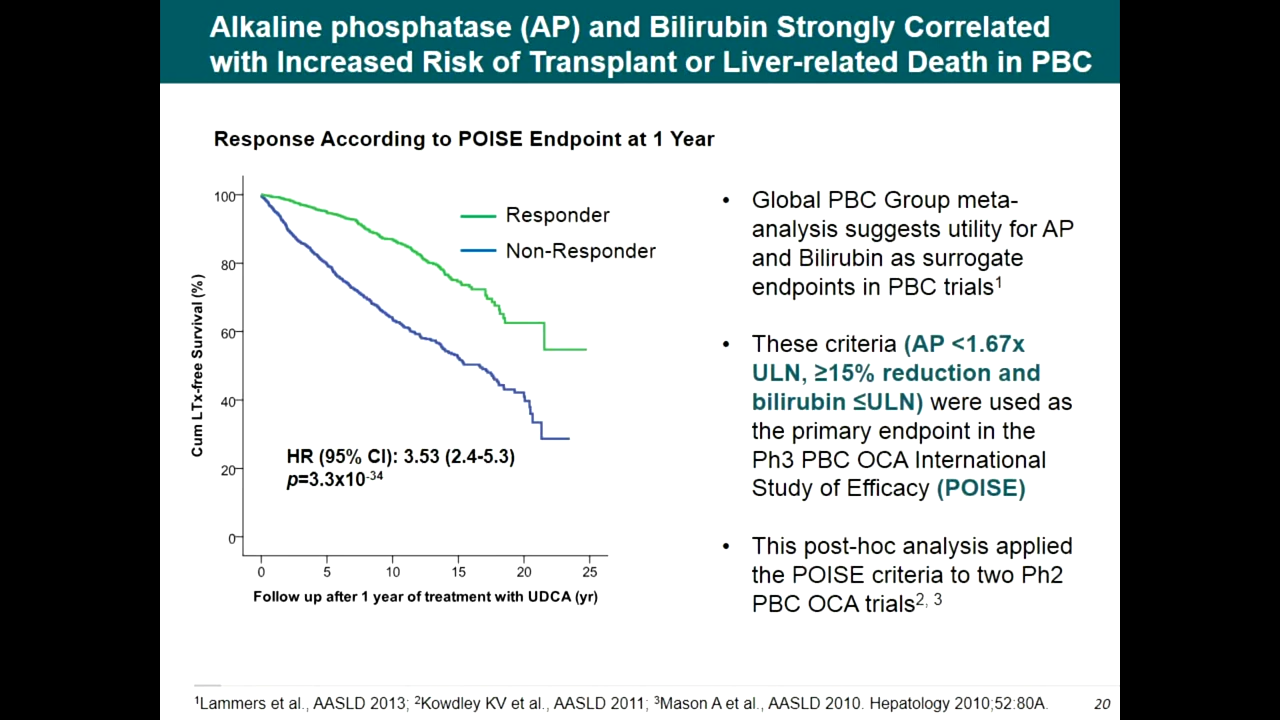 Alkaline phosphatase (AP) and Bilirubin Strongly Correlated
with Increased Risk of Transplant or Liver-related Death in PBC
Response According to POISE Endpoint at 1 Year
100
80
60
40
20
0
Cum LTx-free Survival (%)
Responder
Non-Responder
HR (95% CI): 3.53 (2.4-5.3)
p=3.3x10⁻³⁴
0 5 10 15 20 25
Follow up after 1 year of treatment with UDCA (yr)
• Global PBC Group meta-
analysis suggests utility for AP
and Bilirubin as surrogate
endpoints in PBC trials¹
• These criteria (AP <1.67x
ULN, ≥15% reduction and
bilirubin ≤ULN) were used as
the primary endpoint in the
Ph3 PBC OCA International
Study of Efficacy (POISE)
• This post-hoc analysis applied
the POISE criteria to two Ph2
PBC OCA trials²˒ ³
¹Lammers et al., AASLD 2013; ²Kowdley KV et al., AASLD 2011; ³Mason A et al., AASLD 2010. Hepatology 2010;52:80A.
20